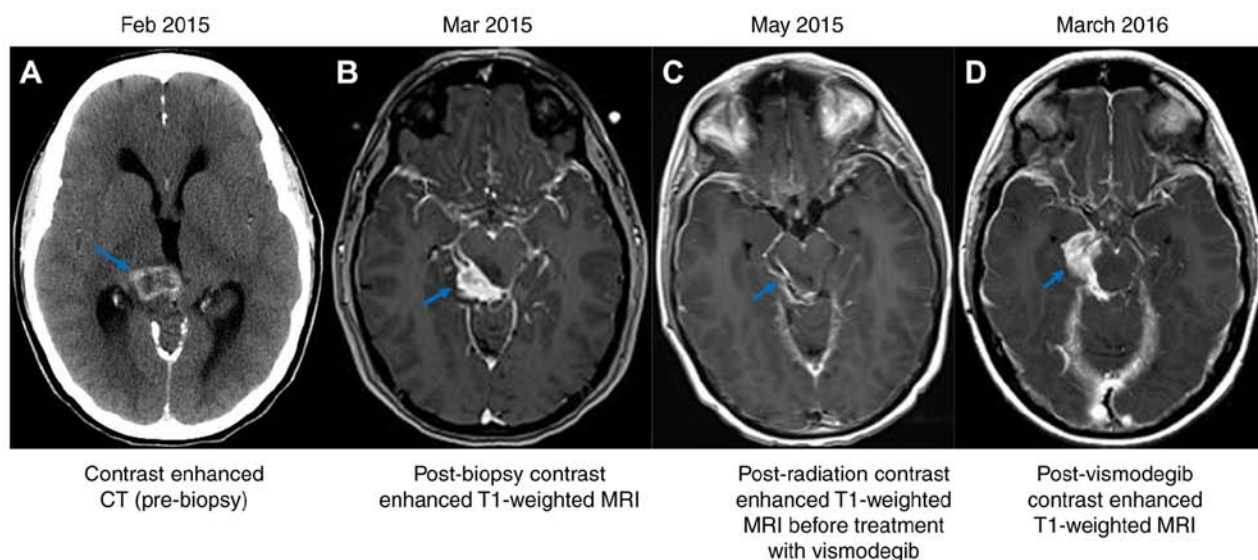 Feb 2015
Mar 2015
May 2015
March 2016
A
B
C
D
Contrast enhanced
CT (pre-biopsy)
Post-biopsy contrast
enhanced T1-weighted MRI
Post-radiation contrast
enhanced T1-weighted
MRI before treatment
with vismodegib
Post-vismodegib
contrast enhanced
T1-weighted MRI